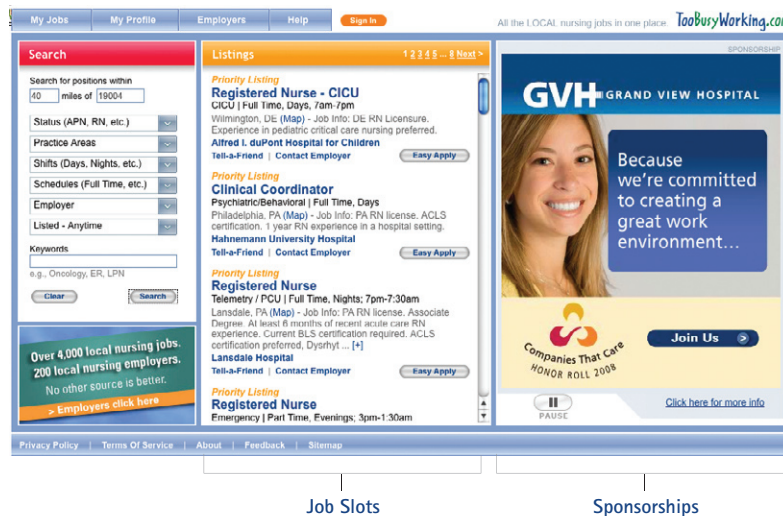 My Jobs | My Profile | Employers | Help
Sign In
All the LOCAL nursing jobs in one place.
TooBusyWorking.co
Search
Search for positions within
40 miles of 19004
Status (APN, RN, etc.)
Practice Areas
Shifts (Days, Nights, etc.)
Schedules (Full Time, etc.)
Employer
Listed - Anytime
Keywords
e.g., Oncology, ER, LPN
Clear
Search
Over 4,000 local nursing jobs.
200 local nursing employers.
No other source is better.
> Employers click here
Listings
1 2 3 4 5 ... 8 Next >
Priority Listing
Registered Nurse - CICU
CICU | Full Time, Days, 7am-7pm
Wilmington, DE (Map) - Job Info: DE RN Licensure.
Experience in pediatric critical care nursing preferred.
Alfred I. duPont Hospital for Children
Tell-a-Friend | Contact Employer
Easy Apply
Priority Listing
Clinical Coordinator
Psychiatric/Behavioral | Full Time, Days
Philadelphia, PA (Map) - Job Info: PA RN license. ACLS
certification. 1 year RN experience in a hospital setting.
Hahnemann University Hospital
Tell-a-Friend | Contact Employer
Easy Apply
Priority Listing
Registered Nurse
Telemetry / PCU | Full Time, Nights; 7pm-7:30am
Lansdale, PA (Map) - Job Info: PA RN license. Associate
Degree. At least 6 months of recent acute care RN
experience. Current BLS certification required. ACLS
certification preferred, Dysrhyt ... [+]
Lansdale Hospital
Tell-a-Friend | Contact Employer
Easy Apply
Priority Listing
Registered Nurse
Emergency | Part Time, Evenings; 3pm-1:30am
SPONSORSHIP
GVH GRAND VIEW HOSPITAL
Because
we're committed
to creating a
great work
environment...
Companies That Care
HONOR ROLL 2008
Join Us >
PAUSE
Click here for more info
Privacy Policy | Terms Of Service | About | Feedback | Sitemap
Job Slots
Sponsorships